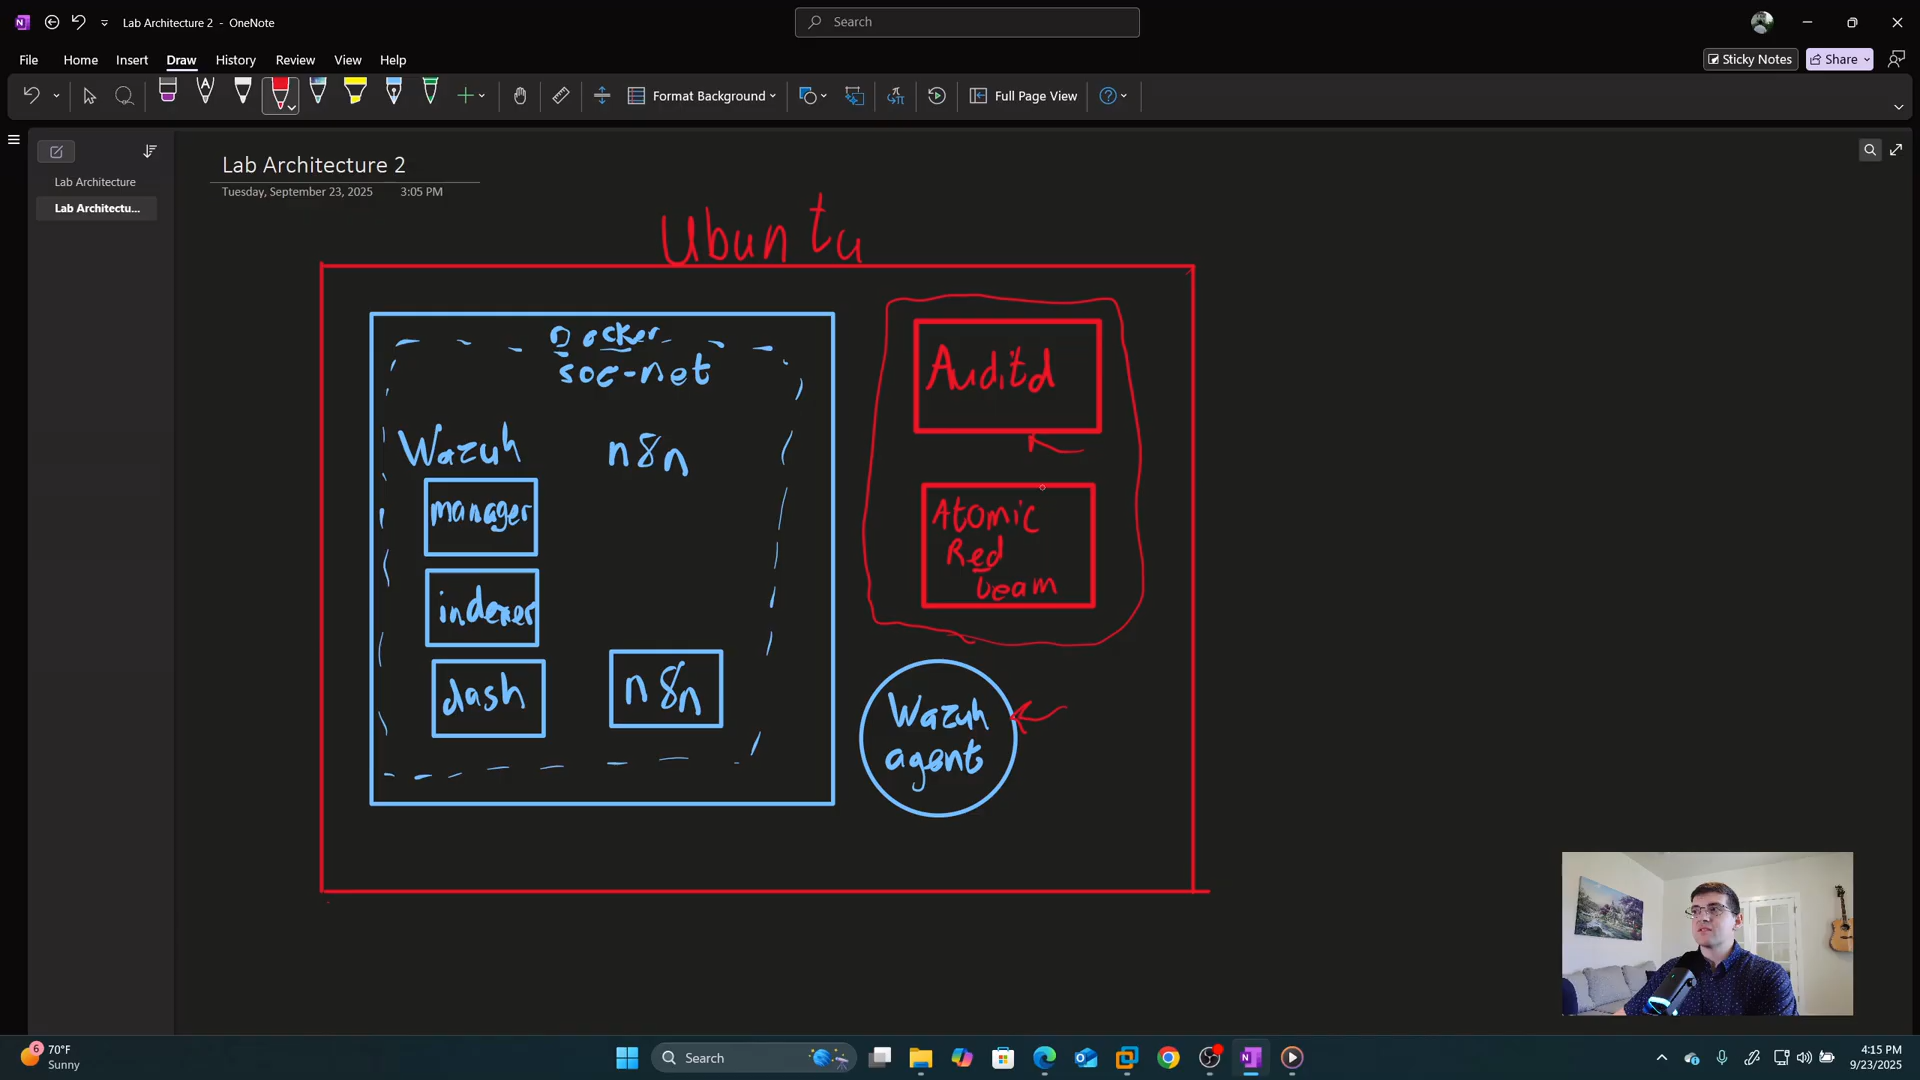 Lab Architecture 2 - OneNote
Search
File Home Insert Draw History Review View Help
Sticky Notes
Share
Format Background
Full Page View
Lab Architecture
Lab Architectu...
Lab Architecture 2
Tuesday, September 23, 2025 3:05 PM
Ubuntu
Docker
soc-net
Wazuh
n8n
manager
indexer
dash
n8n
Auditd
Atomic
Red
team
Wazuh
agent
6
70°F
Sunny
Search
4:15 PM
9/23/2025